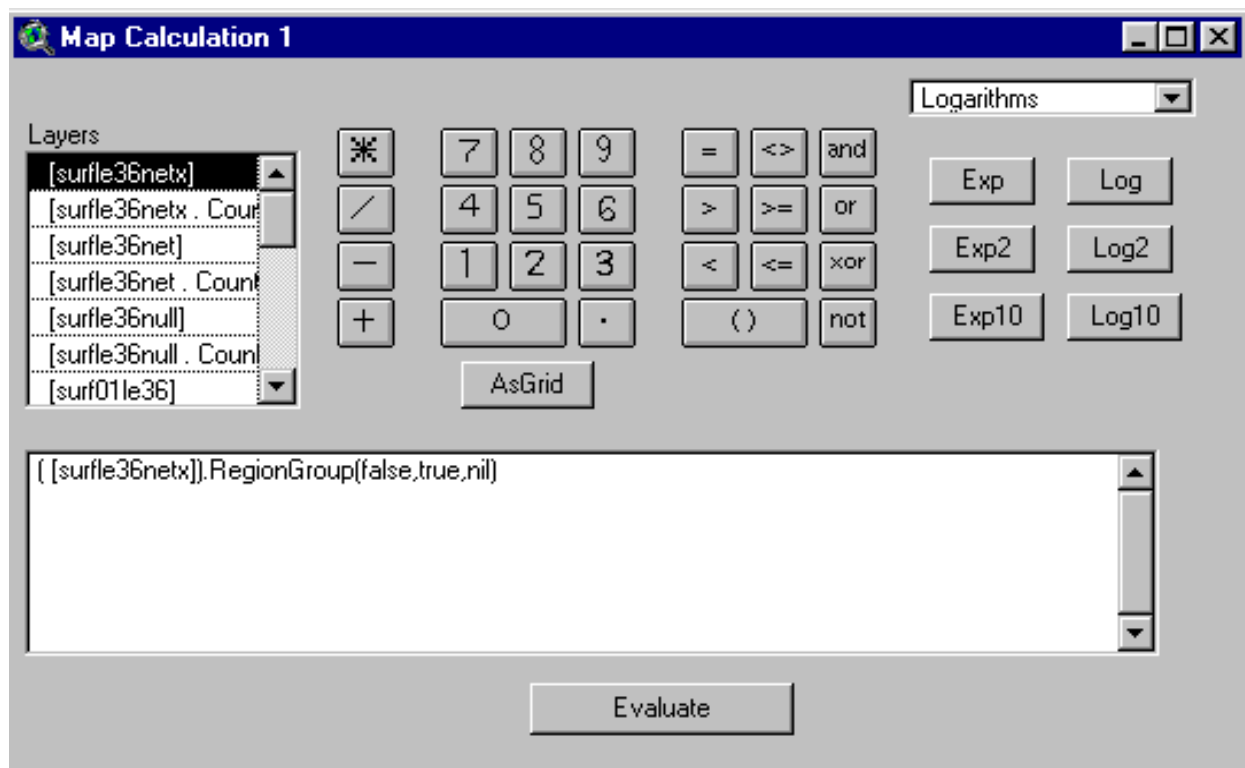 Map Calculation 1
Logarithms
Layers
[surfle36netx]
[surfle36netx . Coun
[surfle36net]
[surfle36net . Count
[surfle36null]
[surfle36null . Coun
[surf01le36]
* 7 8 9 = <> and
/ 4 5 6 > >= or
- 1 2 3 < <= xor
+ 0 . ( ) not
AsGrid
Exp Log
Exp2 Log2
Exp10 Log10
( [surfle36netx]).RegionGroup(false,true,nil)
Evaluate